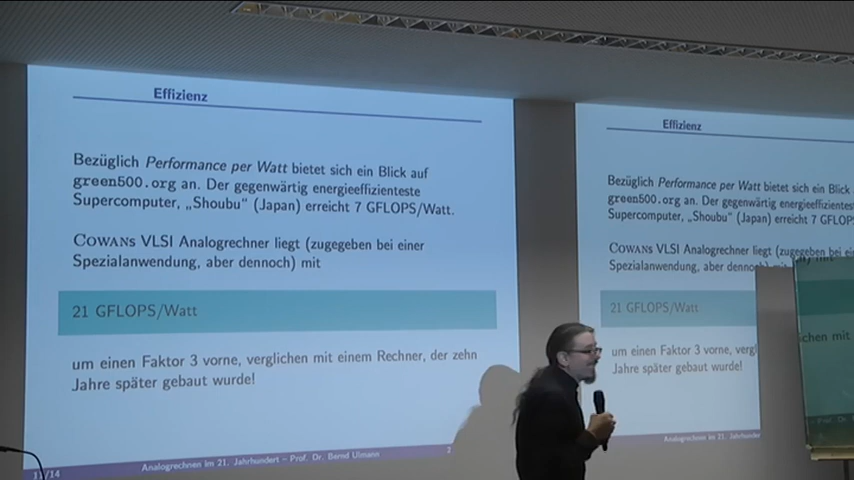 Effizienz
Bezüglich Performance per Watt bietet sich ein Blick auf
green500.org an. Der gegenwärtig energieeffizienteste
Supercomputer, „Shoubu“ (Japan) erreicht 7 GFLOPS/Watt.
Cowans VLSI Analogrechner liegt (zugegeben bei einer
Spezialanwendung, aber dennoch) mit
21 GFLOPS/Watt
um einen Faktor 3 vorne, verglichen mit einem Rechner, der zehn
Jahre später gebaut wurde!
11/14
Analogrechnen im 21. Jahrhundert – Prof. Dr. Bernd Ulmann
Effizienz
Bezüglich Performance per Watt bietet sich ein Blick
green500.org an. Der gegenwärtig energieeffizienteste
Supercomputer, „Shoubu“ (Japan) erreicht 7 GFLOPS
Cowans VLSI Analogrechner liegt (zugegeben bei
Spezialanwendung, aber dennoch) mit
21 GFLOPS/Watt
um einen Faktor 3 vorne,
Jahre später gebaut wurde!
Analogrechnen im 21. Jahrhundert
mit